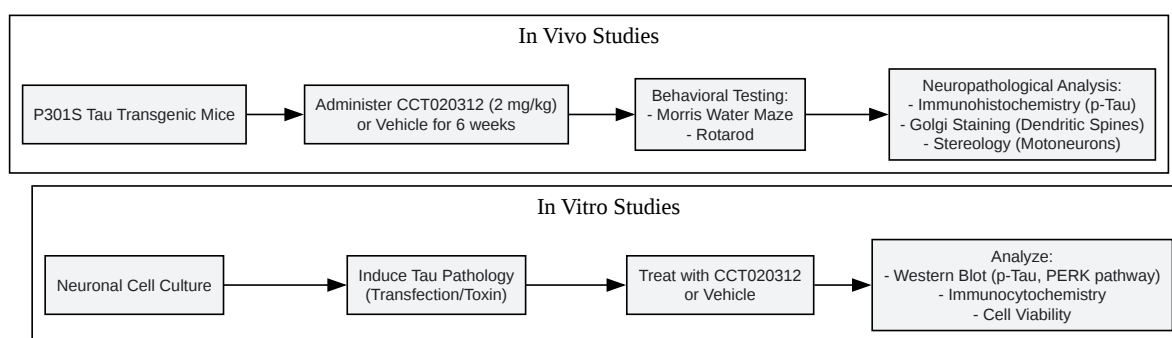 In Vivo Studies
P301S Tau Transgenic Mice
Administer CCT020312 (2 mg/kg)
or Vehicle for 6 weeks
Behavioral Testing:
- Morris Water Maze
- Rotarod
Neuropathological Analysis:
- Immunohistochemistry (p-Tau)
- Golgi Staining (Dendritic Spines)
- Stereology (Motoneurons)
In Vitro Studies
Neuronal Cell Culture
Induce Tau Pathology
(Transfection/Toxin)
Treat with CCT020312
or Vehicle
Analyze:
- Western Blot (p-Tau, PERK pathway)
- Immunocytochemistry
- Cell Viability